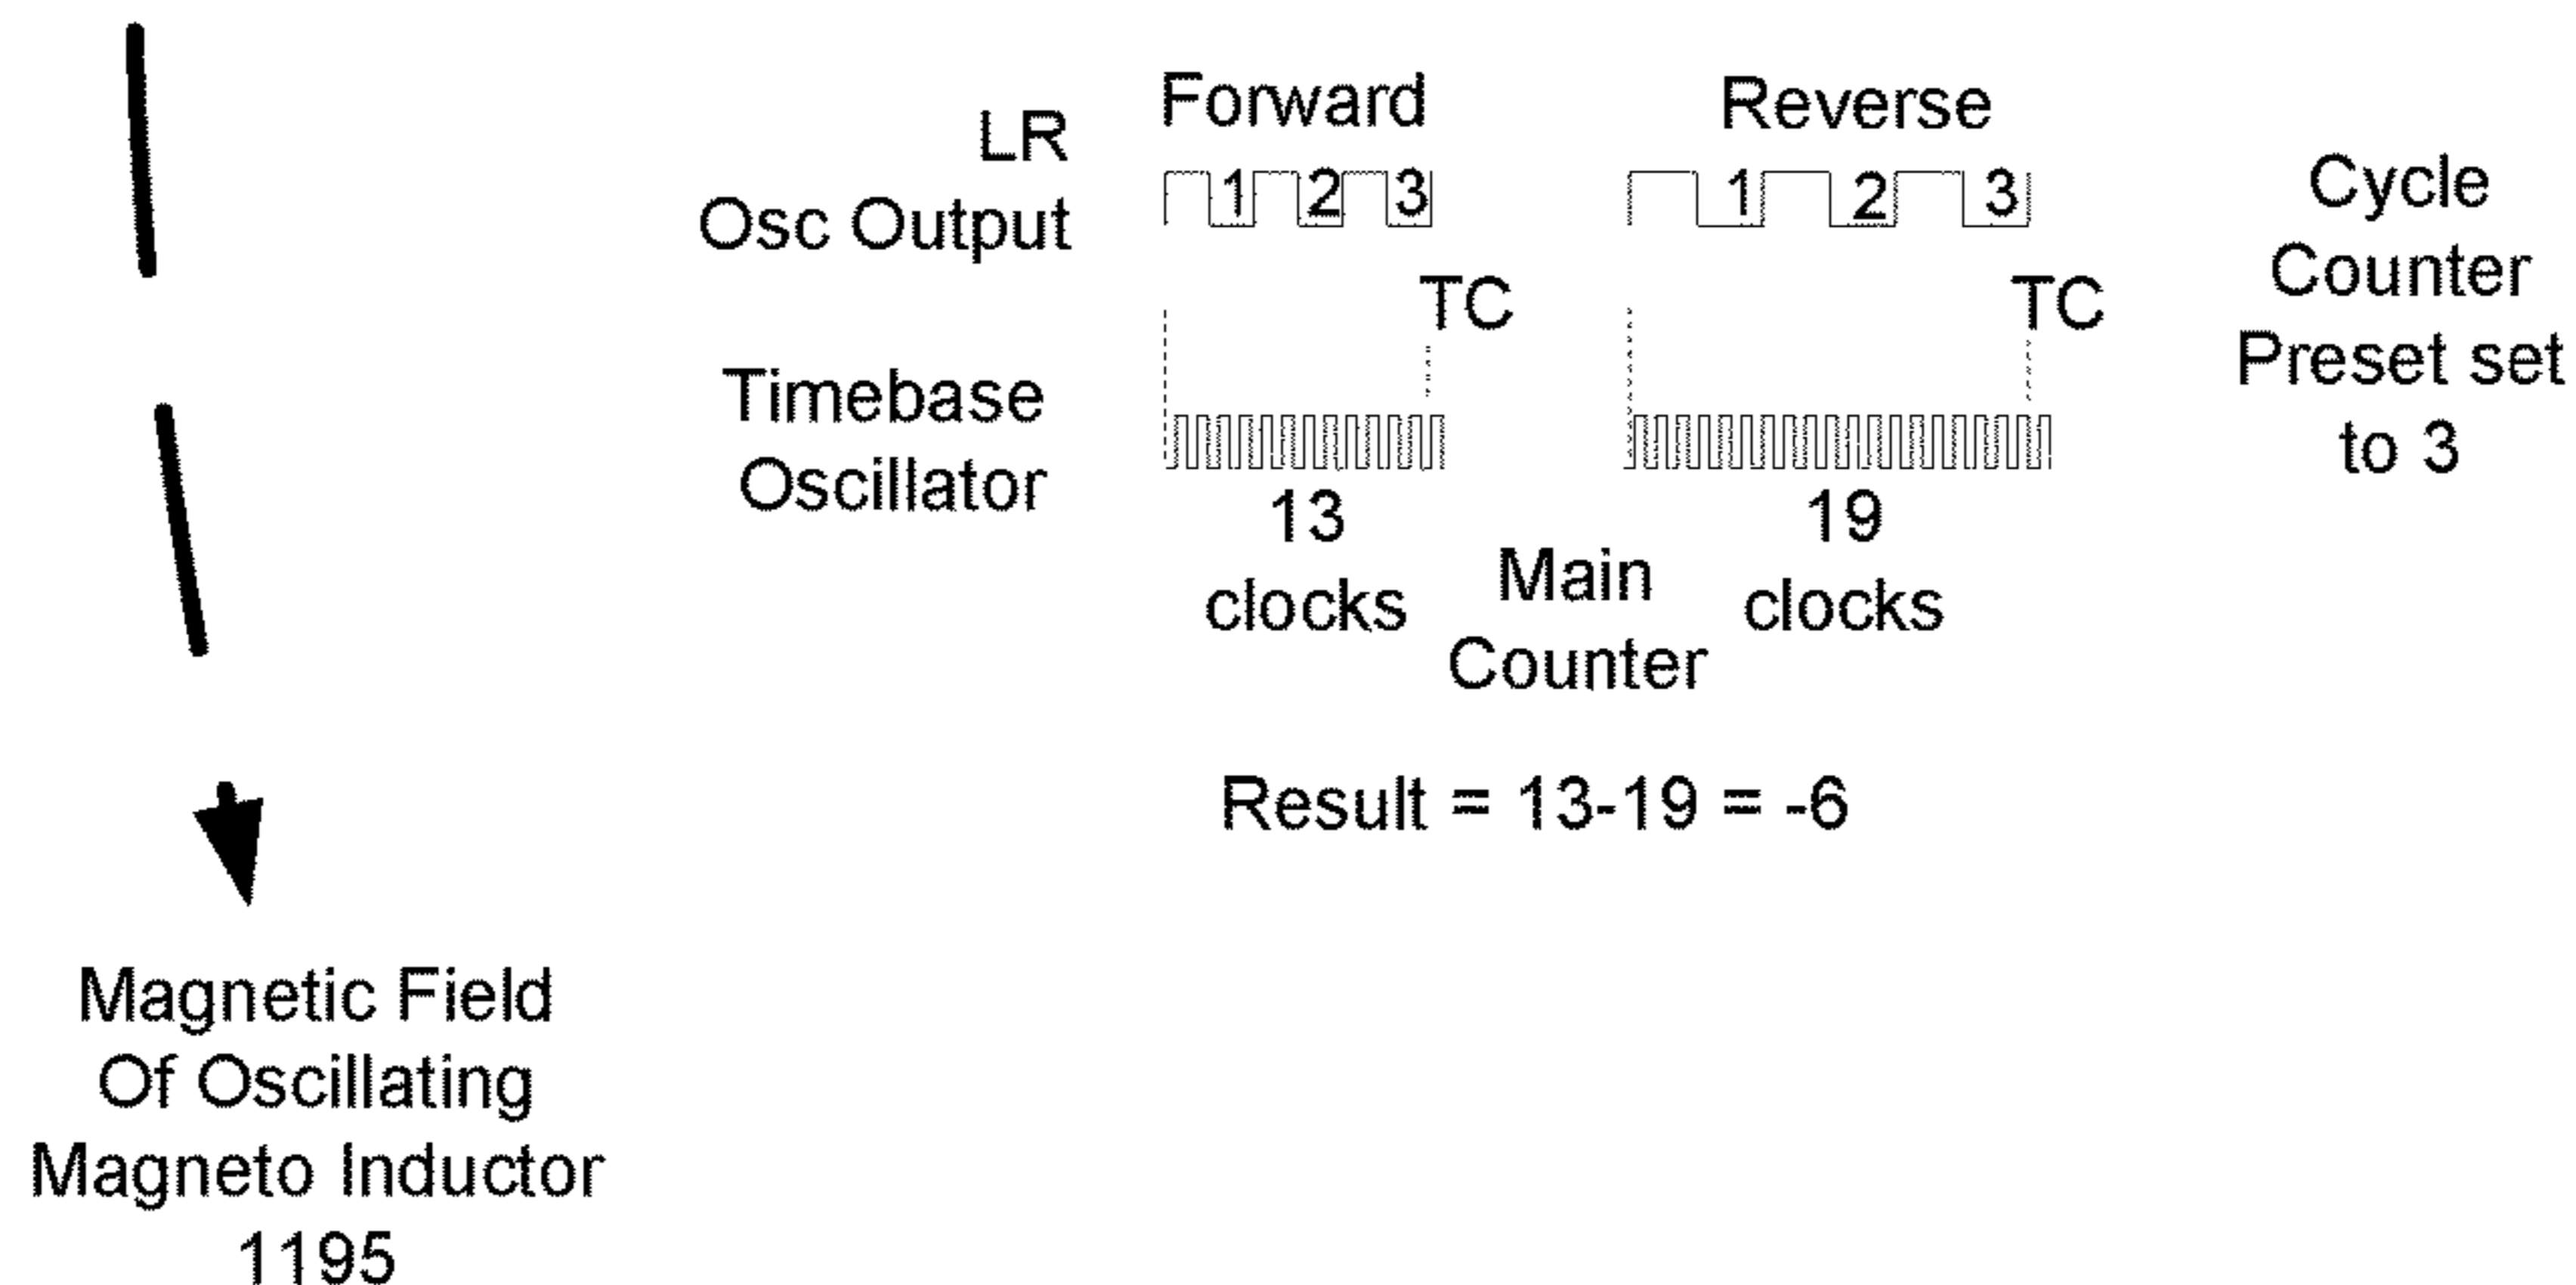 Forward
Reverse
LR
Osc Output
1 2 3
1 2 3
Cycle
Counter
Preset set
to 3
TC
TC
Timebase
Oscillator
13
clocks
19
clocks
Main
Counter
Result = 13-19 = -6
Magnetic Field
Of Oscillating
Magneto Inductor
1195